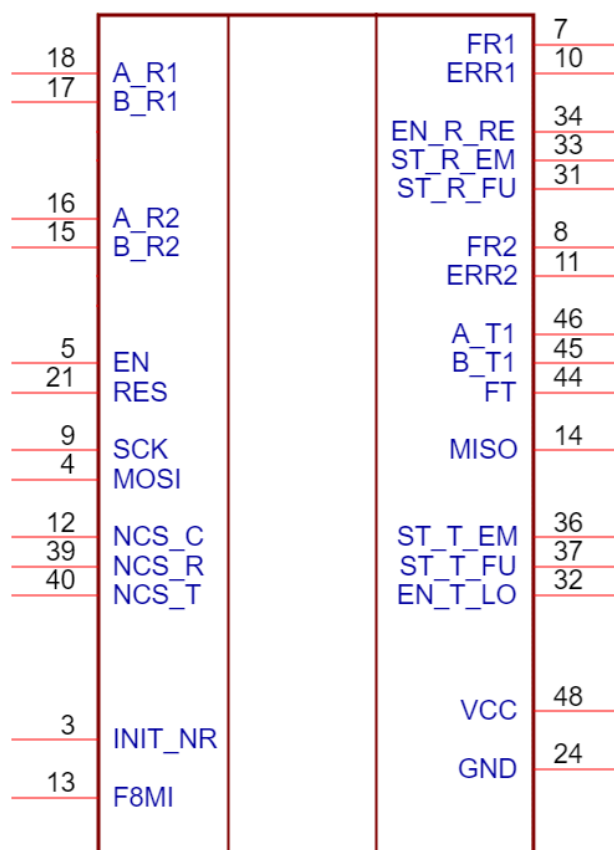 18 A_R1
17 B_R1
16 A_R2
15 B_R2
5 EN
21 RES
9 SCK
4 MOSI
12 NCS_C
39 NCS_R
40 NCS_T
3 INIT_NR
13 F8MI
FR1 7
ERR1 10
EN_R_RE 34
ST_R_EM 33
ST_R_FU 31
FR2 8
ERR2 11
A_T1 46
B_T1 45
FT 44
MISO 14
ST_T_EM 36
ST_T_FU 37
EN_T_LO 32
VCC 48
GND 24